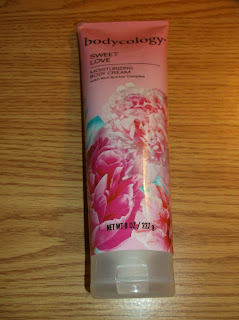 bodycology®
SWEET
LOVE
MOISTURIZING
BODY CREAM
NET WT 8 OZ / 227 g